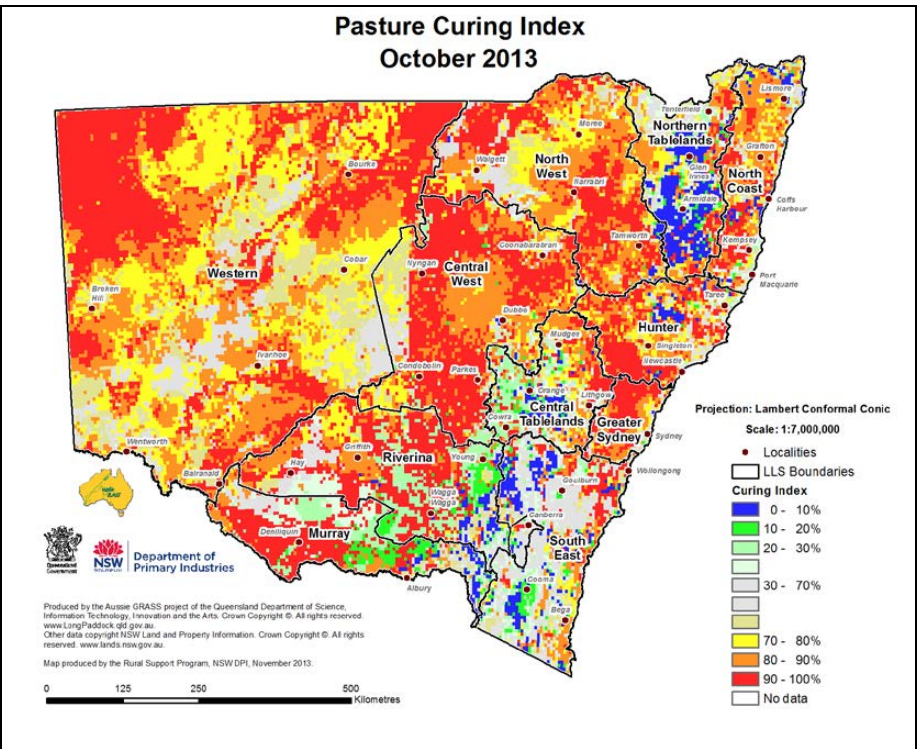 Pasture Curing Index
October 2013
Lismore
Tenterfield
Northern
Tablelands
Moree
Grafton
Glen
Innes
North
Coast
North
West
Walgett
Bourke
Narrabri
Armidale
Coffs
Harbour
Tamworth
Kempsey
Coonabarabran
Port
Macquarie
Nyngan
Central
West
Cobar
Western
Broken
Hill
Taree
Hunter
Dubbo
Mudgee
Singleton
Newcastle
Ivanhoe
Condobolin
Parkes
Orange
Lithgow
Central
Tablelands
Greater
Sydney
Cowra
Sydney
Wentworth
Griffith
Riverina
Young
Balranald
Hay
Wollongong
Goulburn
Wagga
Wagga
Canberra
Deniliquin
Murray
South
East
Albury
Cooma
Bega
Projection: Lambert Conformal Conic
Scale: 1:7,000,000
Localities
LLS Boundaries
Curing Index
0 - 10%
10 - 20%
20 - 30%
30 - 70%
70 - 80%
80 - 90%
90 - 100%
No data
Queensland
Government
NSW
Department of
Primary Industries
Produced by the Aussie GRASS project of the Queensland Department of Science,
Information Technology, Innovation and the Arts. Crown Copyright ©. All rights reserved.
www.LongPaddock.qld.gov.au.
Other data copyright NSW Land and Property Information. Crown Copyright ©. All rights
reserved. www.lands.nsw.gov.au.
Map produced by the Rural Support Program, NSW DPI, November 2013.
0 125 250 500
Kilometres